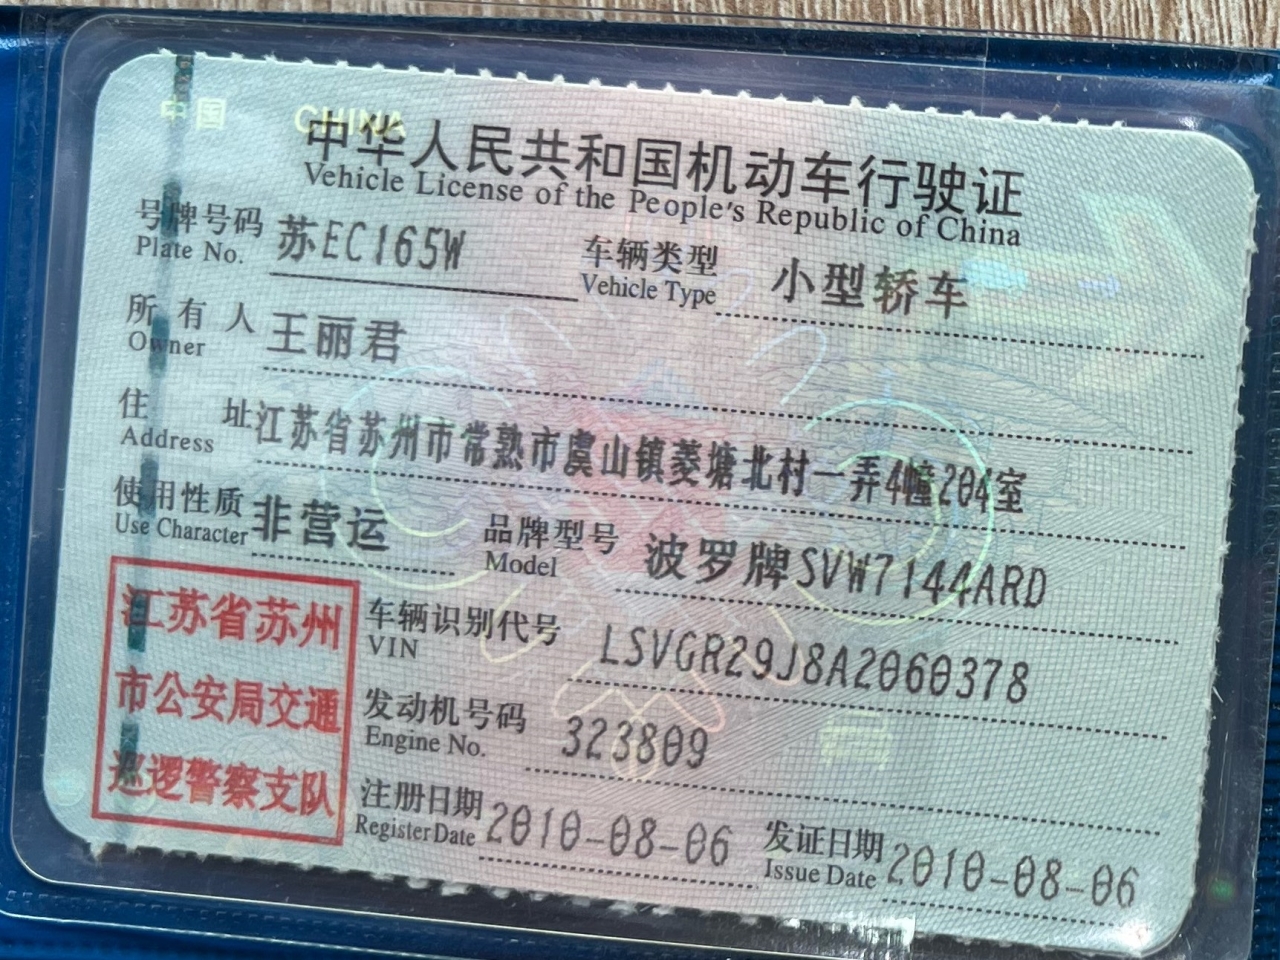 中国 CHINA
中华人民共和国机动车行驶证
Vehicle License of the People's Republic of China
号牌号码 苏EC165W 车辆类型 小型轿车
Plate No. Vehicle Type
所有人 王丽君
Owner
住址 江苏省苏州市常熟市虞山镇菱塘北村一弄4幢204室
Address
使用性质 非营运 品牌型号 波罗牌SVW7144ARD
Use Character Model
江苏省苏州
市公安局交通
巡逻警察支队
车辆识别代号 LSVGR29J8A2060378
VIN
发动机号码 323809
Engine No.
注册日期 2010-08-06 发证日期 2010-08-06
Register Date Issue Date